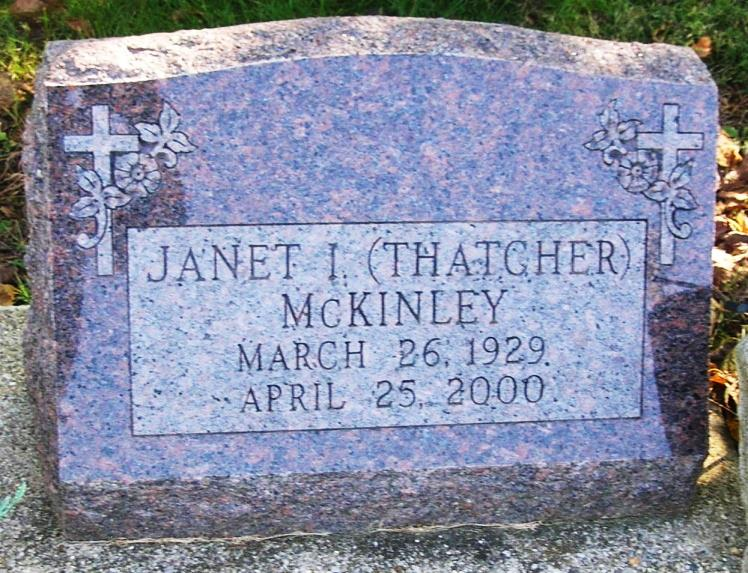 JANET I. (THATCHER)
McKINLEY
MARCH 26, 1929
APRIL 25, 2000